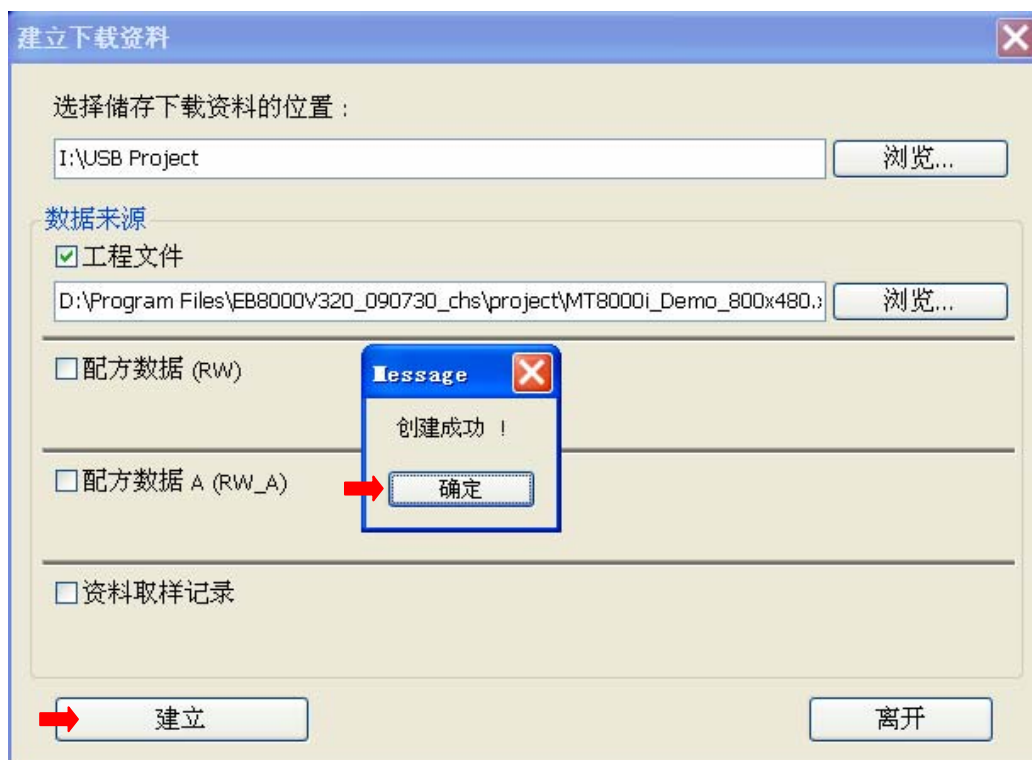 建立下载资料
选择储存下载资料的位置：
I:\USB Project
浏览...
数据来源
工程文件
D:\Program Files\EB8000V320_090730_chs\project\MT8000i_Demo_800x480.x
浏览...
配方数据 (RW)
Message
创建成功 !
确定
配方数据 A (RW_A)
资料取样记录
建立
离开